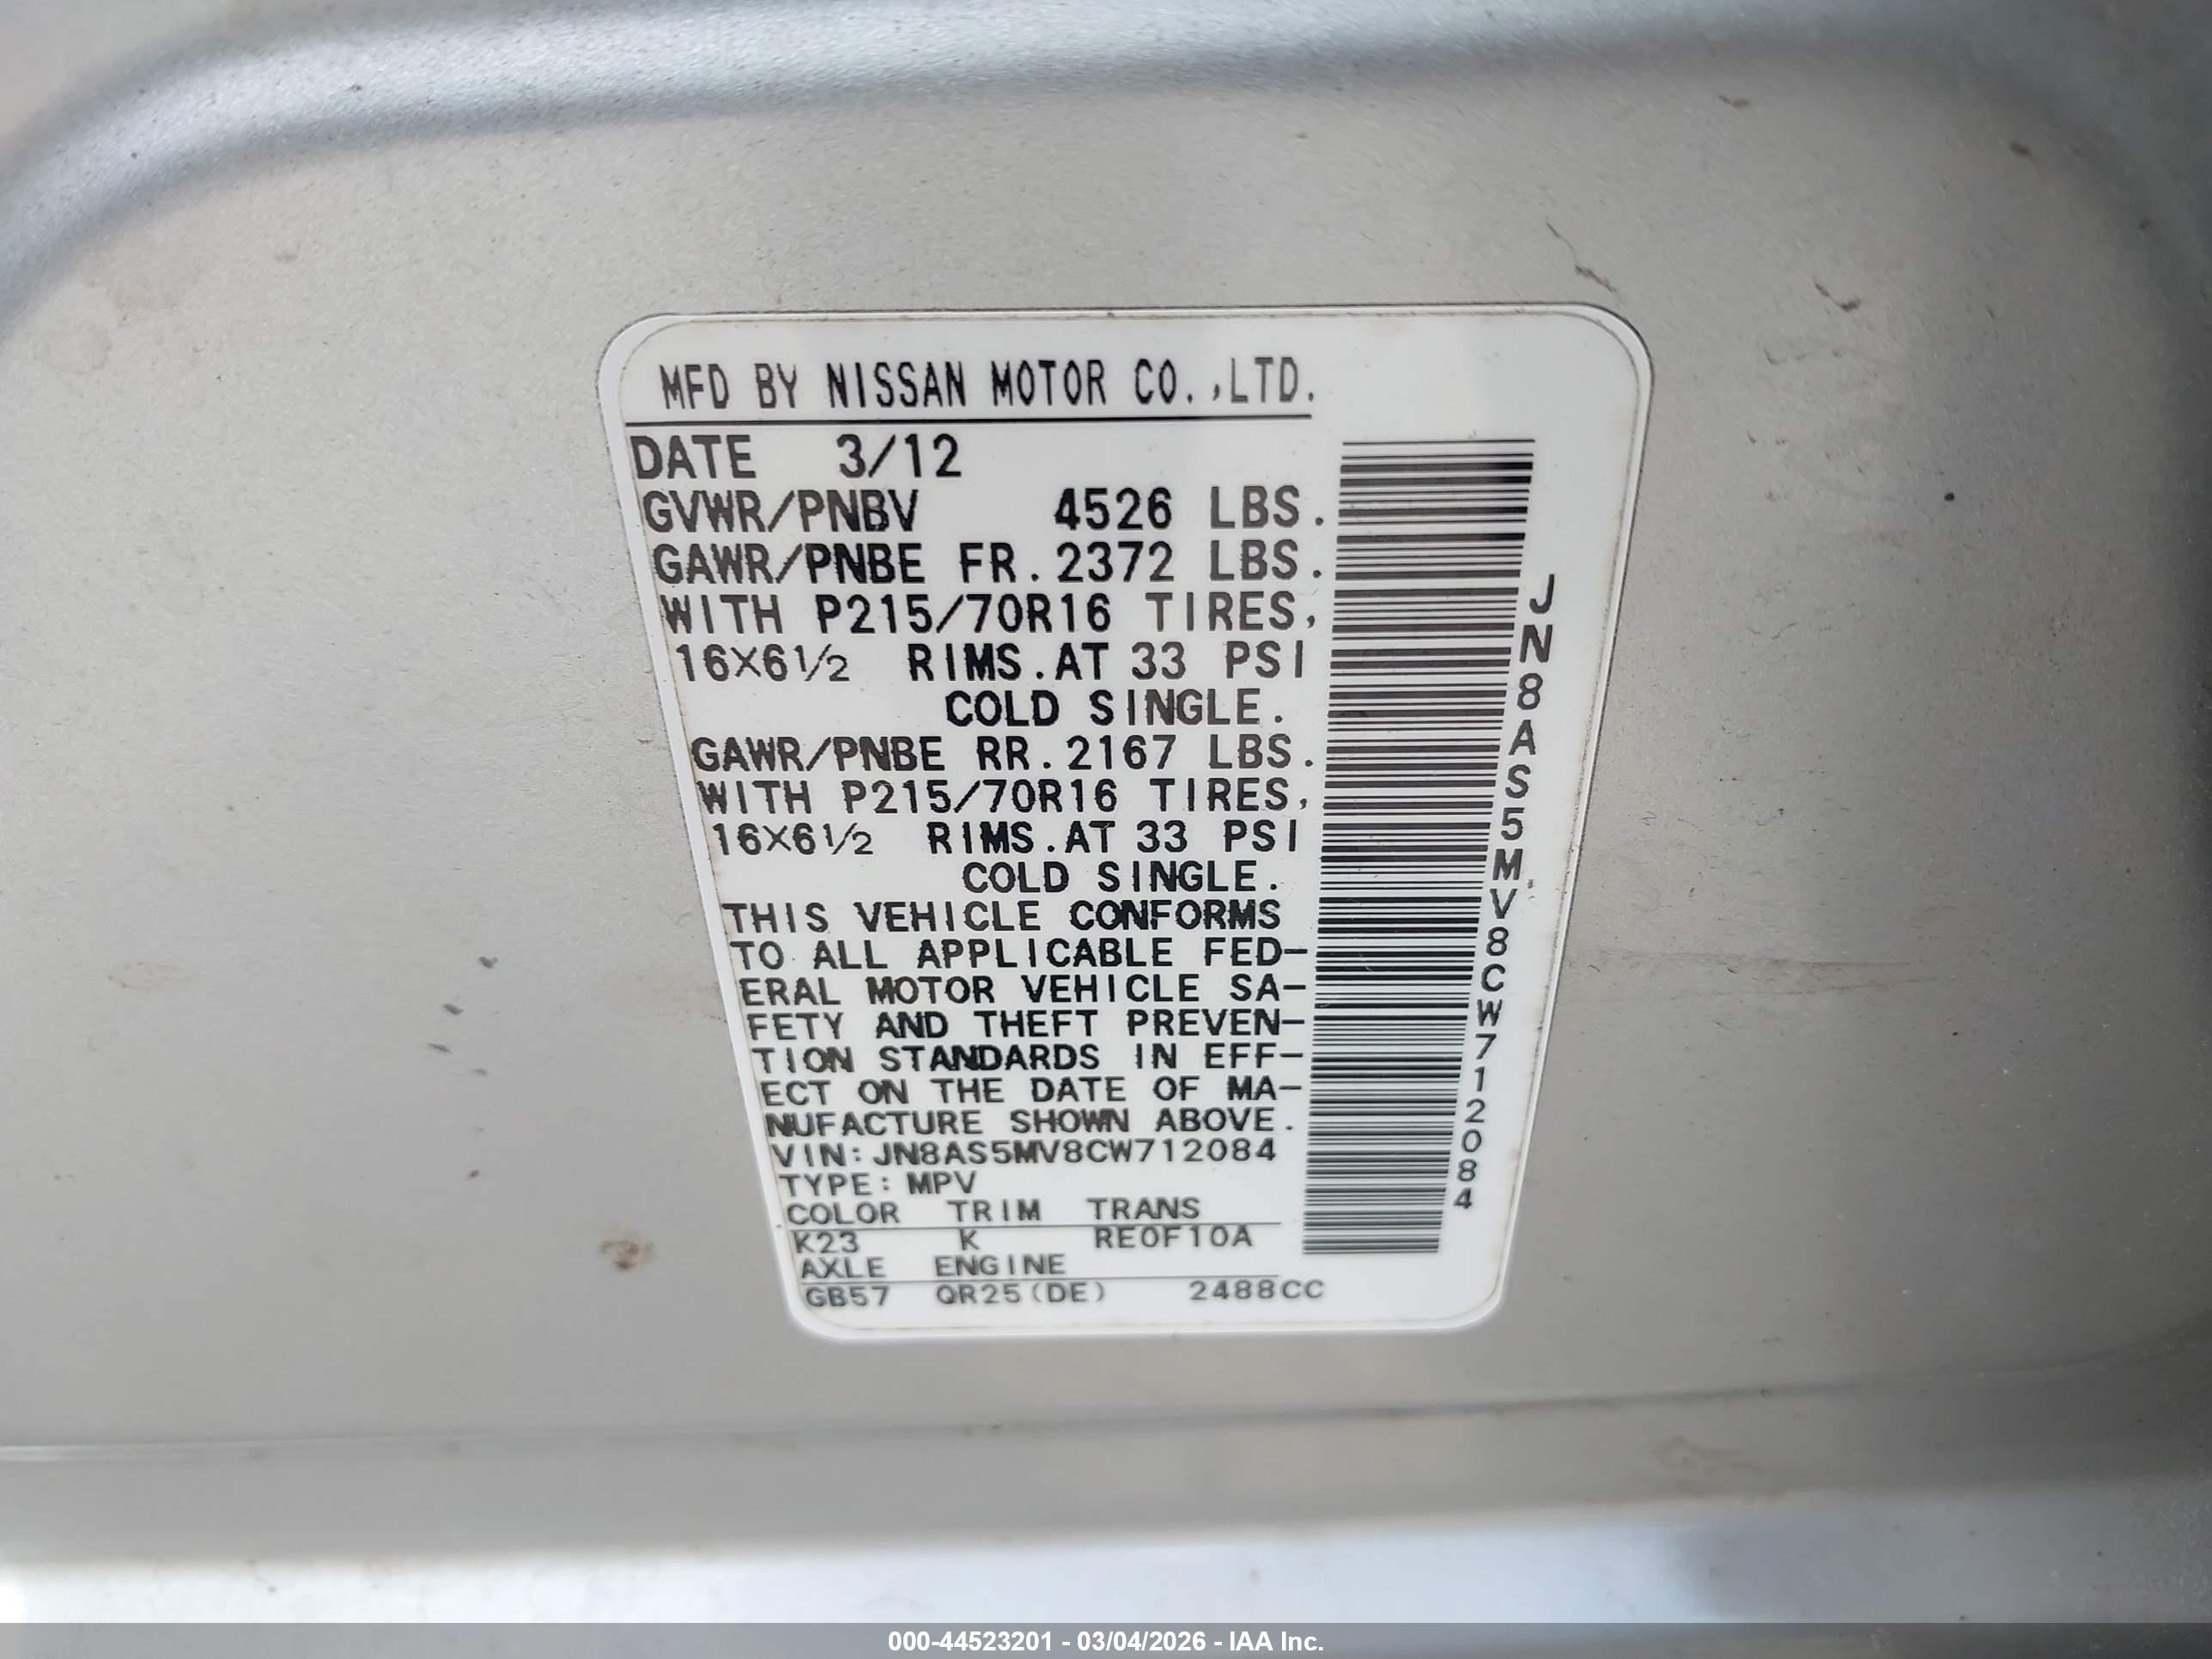 MFD BY NISSAN MOTOR CO.,LTD.
DATE 3/12
GVWR/PNBV 4526 LBS.
GAWR/PNBE FR.2372 LBS.
WITH P215/70R16 TIRES,
16X6½ RIMS.AT 33 PSI
COLD SINGLE.
GAWR/PNBE RR.2167 LBS.
WITH P215/70R16 TIRES,
16X6½ RIMS.AT 33 PSI
COLD SINGLE.
THIS VEHICLE CONFORMS
TO ALL APPLICABLE FED-
ERAL MOTOR VEHICLE SA-
FETY AND THEFT PREVEN-
TION STANDARDS IN EFF-
ECT ON THE DATE OF MA-
NUFACTURE SHOWN ABOVE.
VIN:JN8AS5MV8CW712084
TYPE:MPV
COLOR TRIM TRANS
K23 K RE0F10A
AXLE ENGINE
GB57 QR25(DE) 2488CC
JN8AS5MV8CW712084
000-44523201 - 03/04/2026 - IAA Inc.